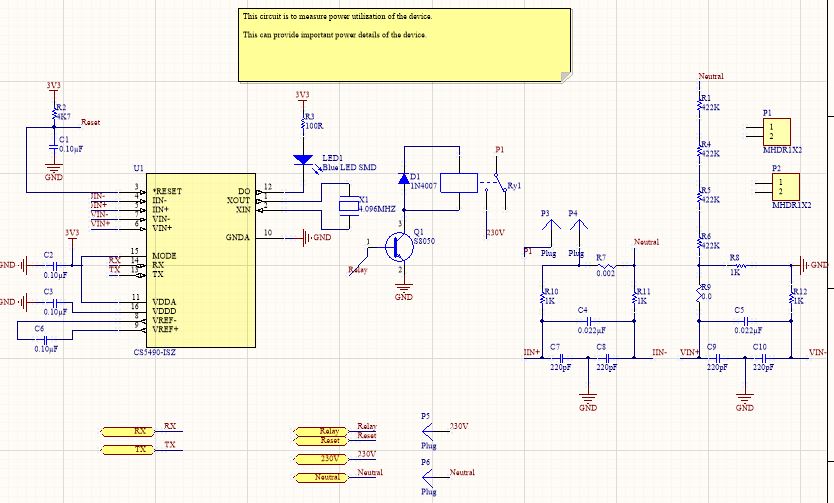 This circuit is to measure power utilization of the device.
This can provide important power details of the device.
3V3
R2
4K7
Reset
C1
0.10µF
GND
3V3
R3
100R
LED1
Blue LED SMD
U1
3 *RESET
4 IIN-
5 IIN+
7 VIN-
6 VIN+
15 MODE
14 RX
13 TX
11 VDDA
16 VDDD
8 VREF-
9 VREF+
DO 12
XOUT 1
XIN 2
GNDA 10
CS5490-ISZ
IIN-
IIN+
VIN-
VIN+
3V3
RX
TX
GND
C2
0.10µF
GND
C3
0.10µF
C6
0.10µF
X1
4.096MHZ
GND
D1
1N4007
P1
Ry1
230V
Q1
S8050
1
3
2
Relay
GND
P3
Plug
P4
Plug
P1
R7
0.002
Neutral
R10
1K
R11
1K
C4
0.022µF
IIN+
C7
220pF
C8
220pF
IIN-
GND
Neutral
R1
422K
R4
422K
R5
422K
R6
422K
R8
1K
GND
R9
0.0
R12
1K
C5
0.022µF
VIN+
C9
220pF
C10
220pF
VIN-
GND
P1
1
2
MHDR1X2
P2
1
2
MHDR1X2
RX RX
TX TX
Relay Relay
Reset Reset
230V 230V
Neutral Neutral
P5
230V
Plug
P6
Neutral
Plug